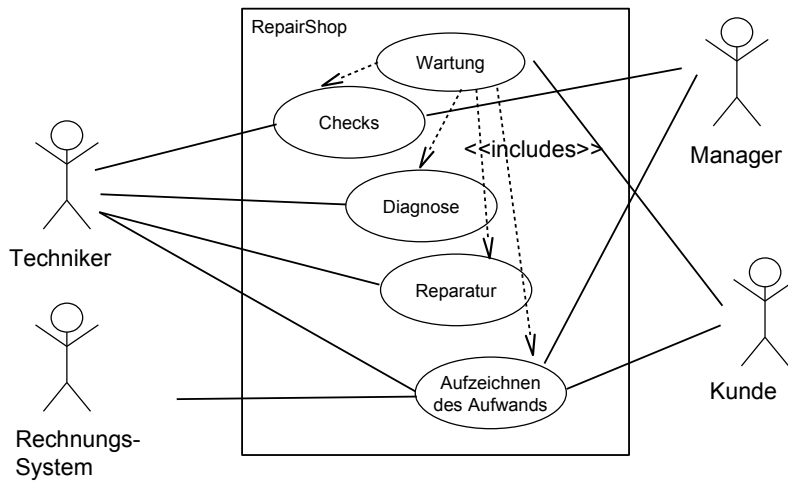 RepairShop
Wartung
Checks
<<includes>>
Manager
Diagnose
Techniker
Reparatur
Aufzeichnen
des Aufwands
Kunde
Rechnungs-
System